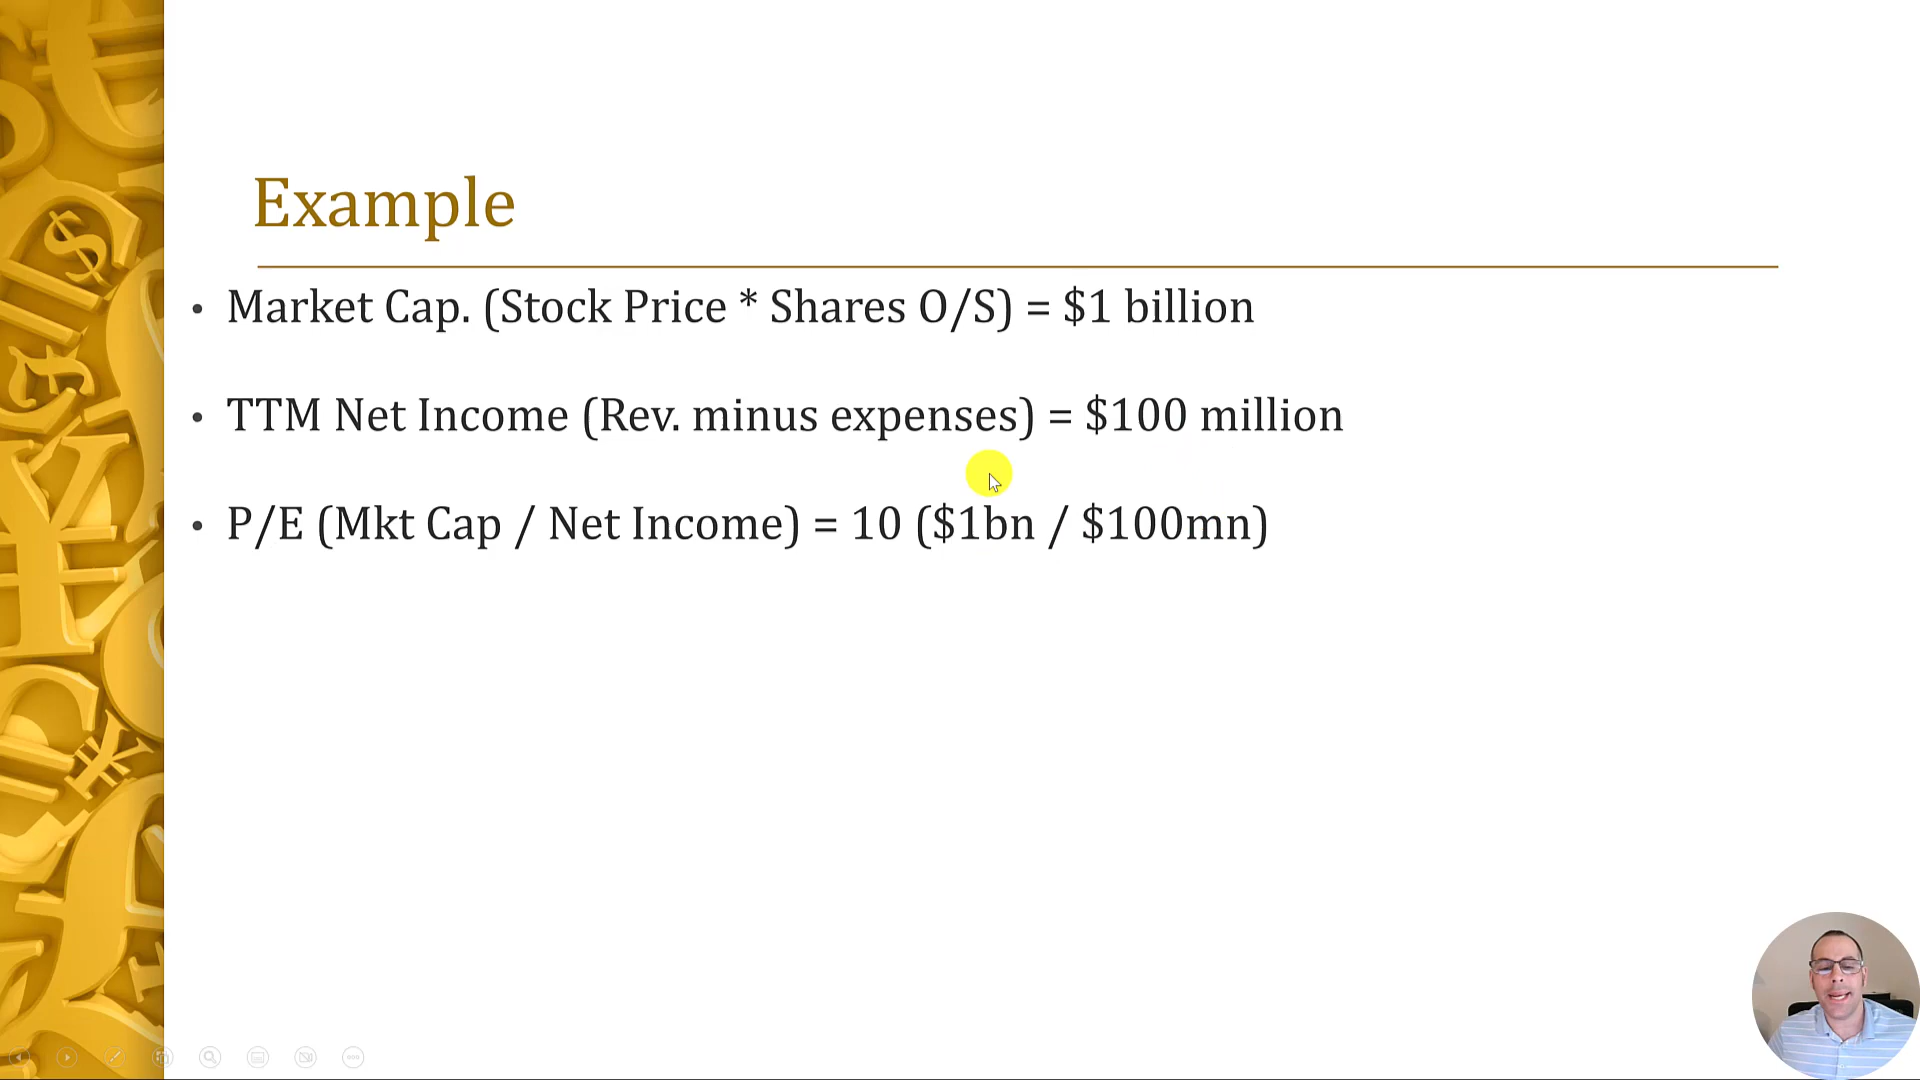 Example
• Market Cap. (Stock Price * Shares O/S) = $1 billion
• TTM Net Income (Rev. minus expenses) = $100 million
• P/E (Mkt Cap / Net Income) = 10 ($1bn / $100mn)